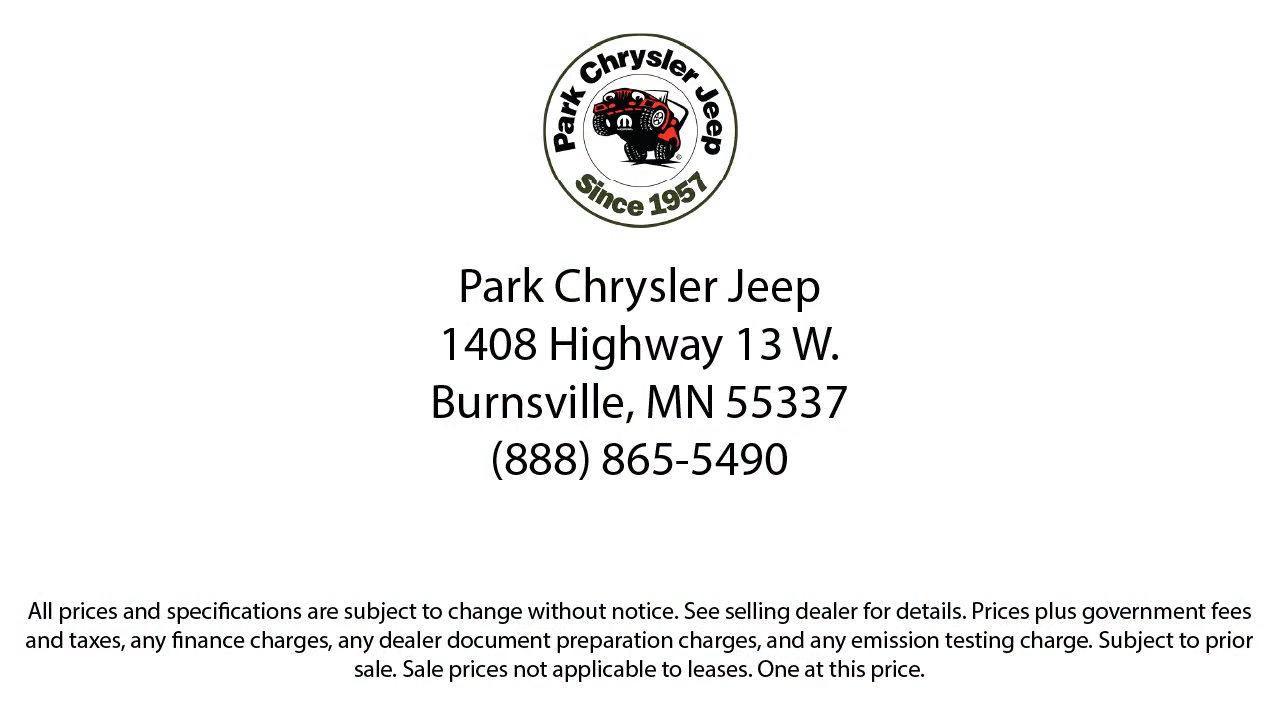 Park Chrysler Jeep
Since 1957
Park Chrysler Jeep
1408 Highway 13 W.
Burnsville, MN 55337
(888) 865-5490
All prices and specifications are subject to change without notice. See selling dealer for details. Prices plus government fees
and taxes, any finance charges, any dealer document preparation charges, and any emission testing charge. Subject to prior
sale. Sale prices not applicable to leases. One at this price.